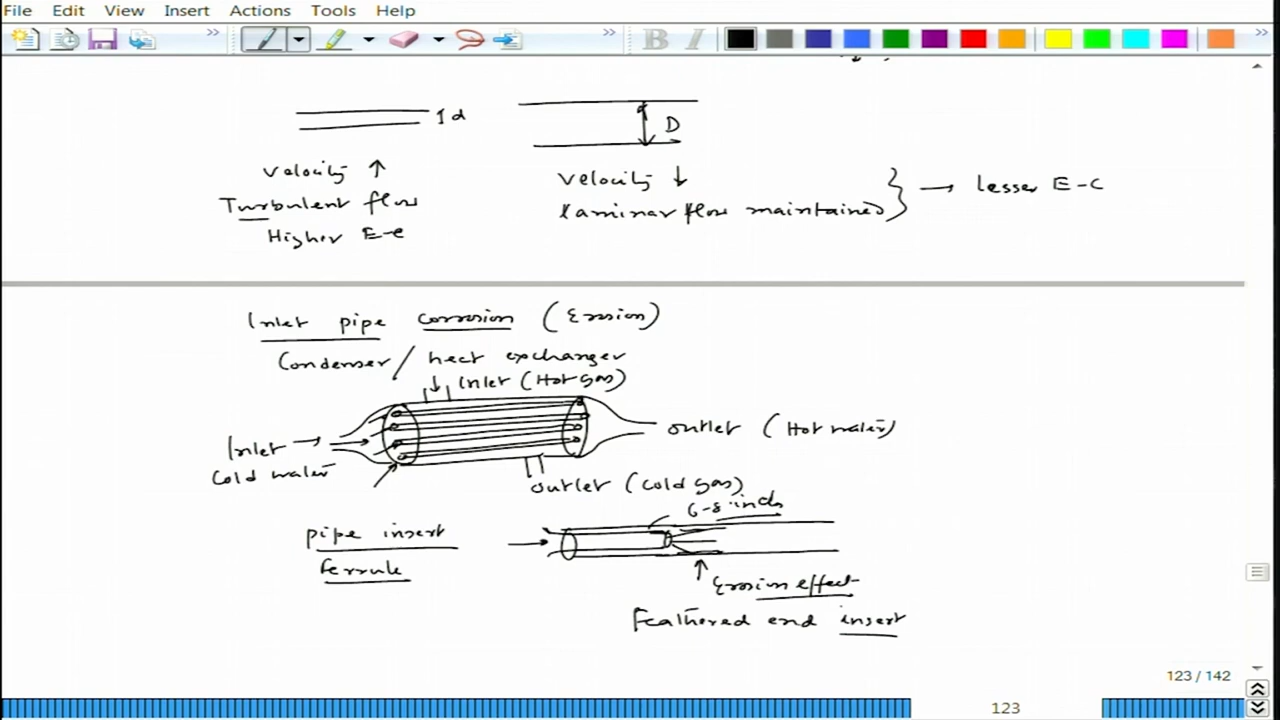 File Edit View Insert Actions Tools Help
d
D
velocity ↑
Turbulent flow
Higher E-c
velocity ↓
Laminar flow maintained
→ lesser E-C
Inlet pipe corrosion (Erosion)
Condenser / heat exchanger
↓ Inlet (Hot gas)
Inlet →
cold water
outlet (Hot water)
outlet (cold gas)
6-8 inch
pipe insert
Ferrule
Erosion effect
Feathered end insert
123 / 142
123